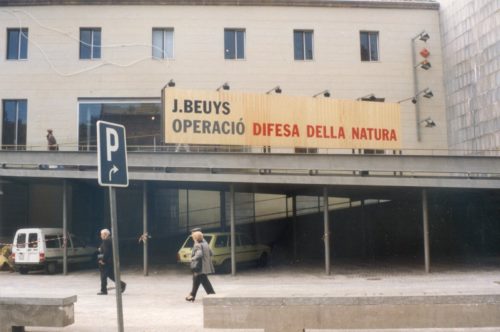 J.BEUYS
OPERACIÓ DIFESA DELLA NATURA
P